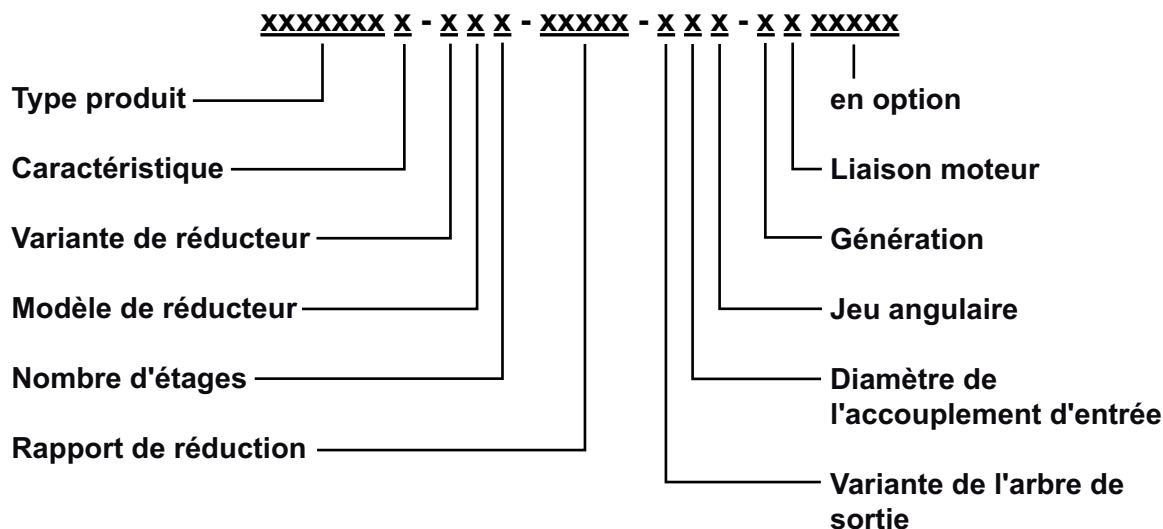 xxxxxxx x - x x x - xxxxx - x x x - x x xxxxx
Type produit
Caractéristique
Variante de réducteur
Modèle de réducteur
Nombre d'étages
Rapport de réduction
en option
Liaison moteur
Génération
Jeu angulaire
Diamètre de
l'accouplement d'entrée
Variante de l'arbre de
sortie